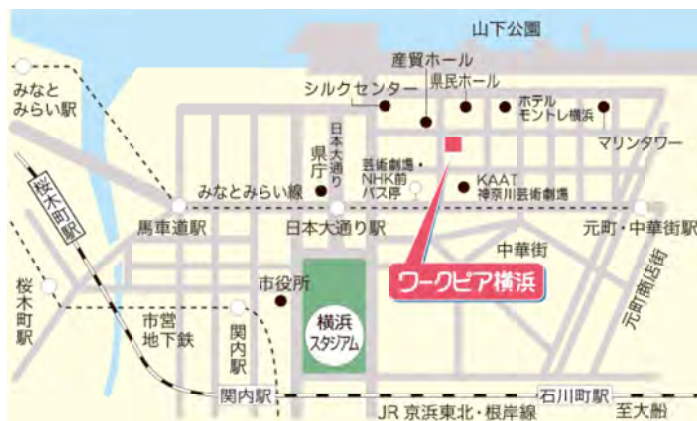 山下公園
産貿ホール
シルクセンター
県民ホール
ホテル
モントレ横浜
マリンタワー
みなと
みらい駅
日本大通り
県庁
芸術劇場・
NHK前
バス停
KAAT
神奈川芸術劇場
みなとみらい線
桜木町駅
馬車道駅
日本大通り駅
元町・中華街駅
中華街
ワークピア横浜
元町商店街
市役所
桜木町駅
市営
地下鉄
関内駅
横浜
スタジアム
関内駅
石川町駅
JR 京浜東北・根岸線
至大船